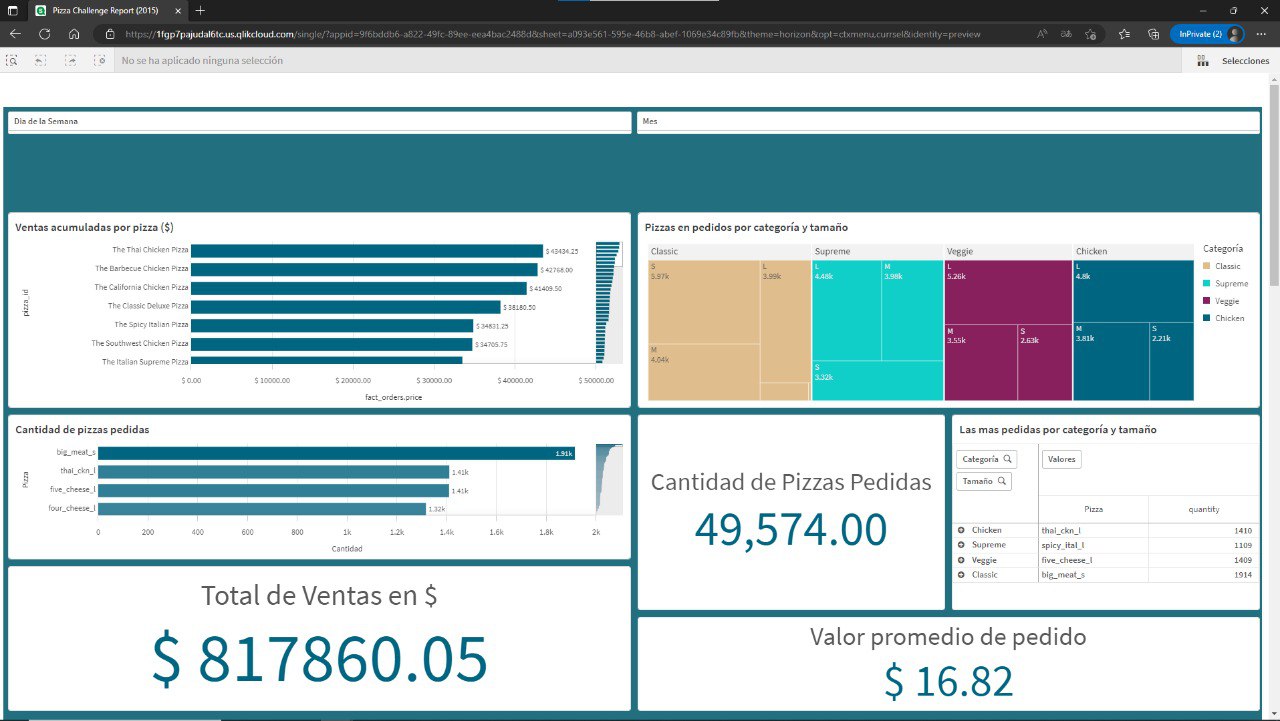 Pizza Challenge Report (2015)
https://1fgp7pajudal6tc.us.qlikcloud.com/single/?appid=9f6bddb6-a822-49fc-89ee-eea4bac2488d&sheet=a093e561-595e-46b8-abef-1069e34c89fb&theme=horizon&opt=ctxmenu.currsel&identity=preview
InPrivate (2)
No se ha aplicado ninguna selección
Selecciones
Dia de la Semana
Mes
Ventas acumuladas por pizza ($)
pizza_id
The Thai Chicken Pizza
$ 43434.25
The Barbecue Chicken Pizza
$ 42768.00
The California Chicken Pizza
$ 41409.50
The Classic Deluxe Pizza
$ 38180.50
The Spicy Italian Pizza
$ 34831.25
The Southwest Chicken Pizza
$ 34705.75
The Italian Supreme Pizza
$ 0.00 $ 10000.00 $ 20000.00 $ 30000.00 $ 40000.00 $ 50000.00
fact_orders.price
Pizzas en pedidos por categoría y tamaño
Classic Supreme Veggie Chicken
S
5.97k
L
3.99k
M
4.04k
L
4.48k
M
3.98k
S
3.32k
L
5.26k
M
3.55k
S
2.63k
L
4.8k
M
3.81k
S
2.21k
Categoría
Classic
Supreme
Veggie
Chicken
Cantidad de pizzas pedidas
Pizza
big_meat_s
1.91k
thai_ckn_l
1.41k
five_cheese_l
1.41k
four_cheese_l
1.32k
0 200 400 600 800 1k 1.2k 1.4k 1.6k 1.8k 2k
Cantidad
Cantidad de Pizzas Pedidas
49,574.00
Las mas pedidas por categoría y tamaño
Categoría
Valores
Tamaño
Pizza quantity
Chicken thai_ckn_l 1410
Supreme spicy_ital_l 1109
Veggie five_cheese_l 1409
Classic big_meat_s 1914
Total de Ventas en $
$ 817860.05
Valor promedio de pedido
$ 16.82